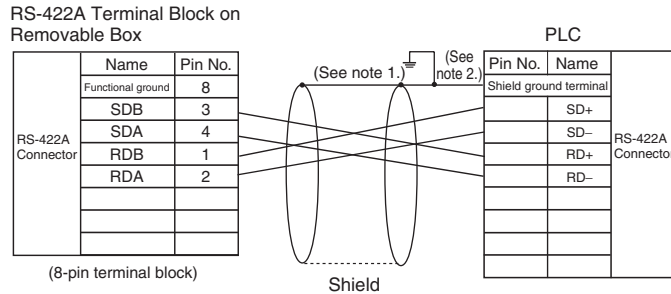 RS-422A Terminal Block on
Removable Box
PLC
Name Pin No.
Functional ground 8
SDB 3
SDA 4
RDB 1
RDA 2
RS-422A
Connector
(8-pin terminal block)
(See note 1.)
(See
note 2.)
Shield
Pin No. Name
Shield ground terminal
SD+
SD–
RD+
RD–
RS-422A
Connector